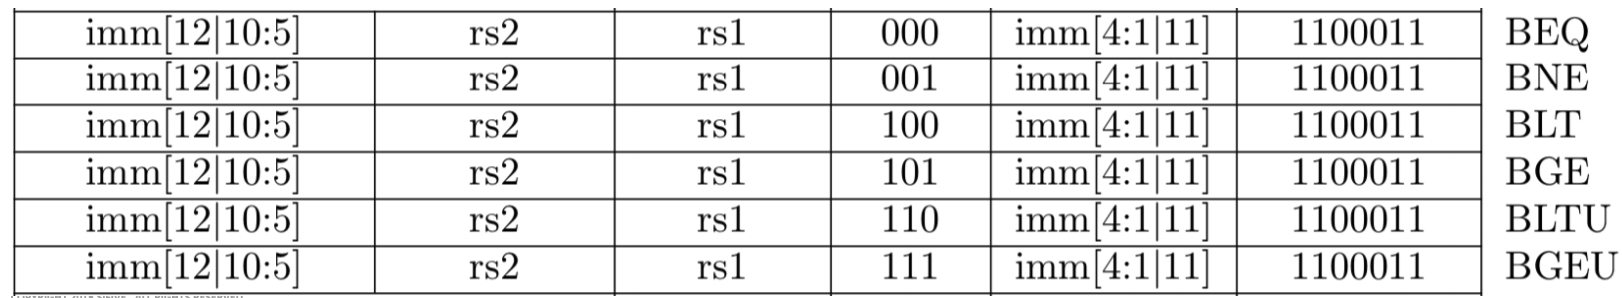 imm[12|10:5] rs2 rs1 000 imm[4:1|11] 1100011 BEQ
imm[12|10:5] rs2 rs1 001 imm[4:1|11] 1100011 BNE
imm[12|10:5] rs2 rs1 100 imm[4:1|11] 1100011 BLT
imm[12|10:5] rs2 rs1 101 imm[4:1|11] 1100011 BGE
imm[12|10:5] rs2 rs1 110 imm[4:1|11] 1100011 BLTU
imm[12|10:5] rs2 rs1 111 imm[4:1|11] 1100011 BGEU